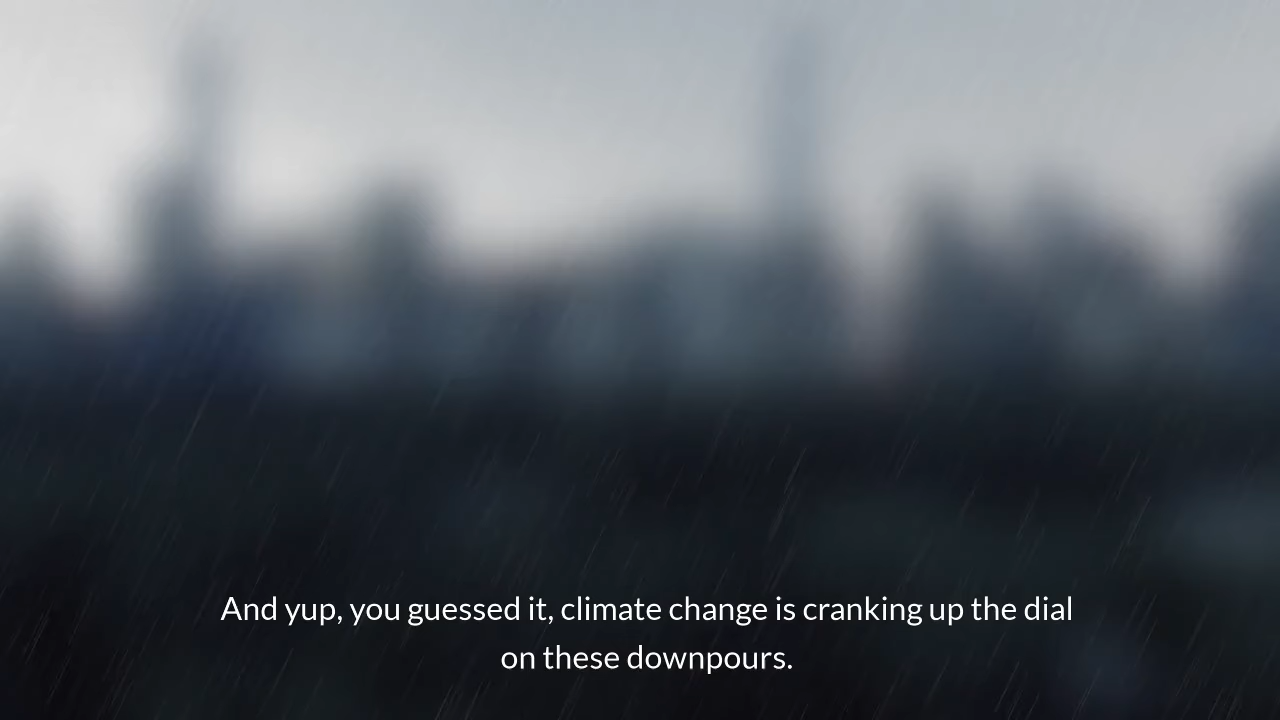 And yup, you guessed it, climate change is cranking up the dial
on these downpours.